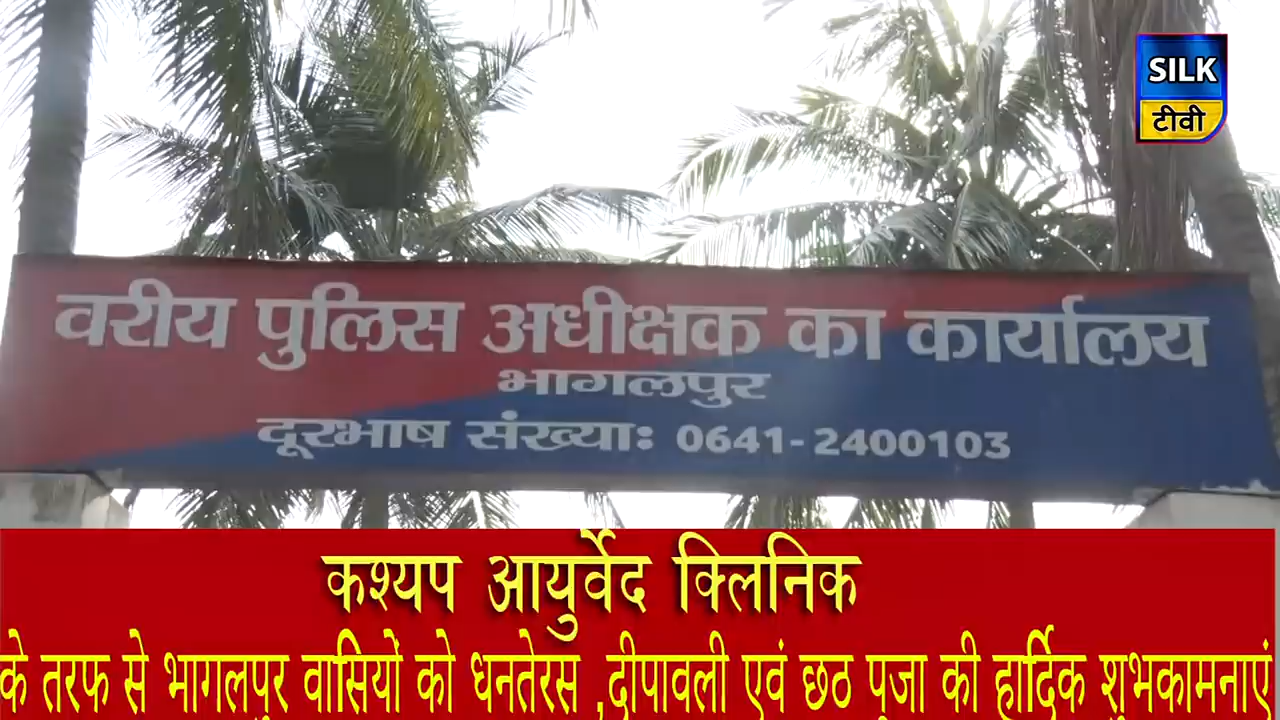 SILK
टीवी
वरीय पुलिस अधीक्षक का कार्यालय
भागलपुर
दूरभाष संख्याः 0641-2400103
कश्यप आयुर्वेद क्लिनिक
के तरफ से भागलपुर वासियों को धनतेरस ,दीपावली एवं छठ पूजा की हार्दिक शुभकामनाएं